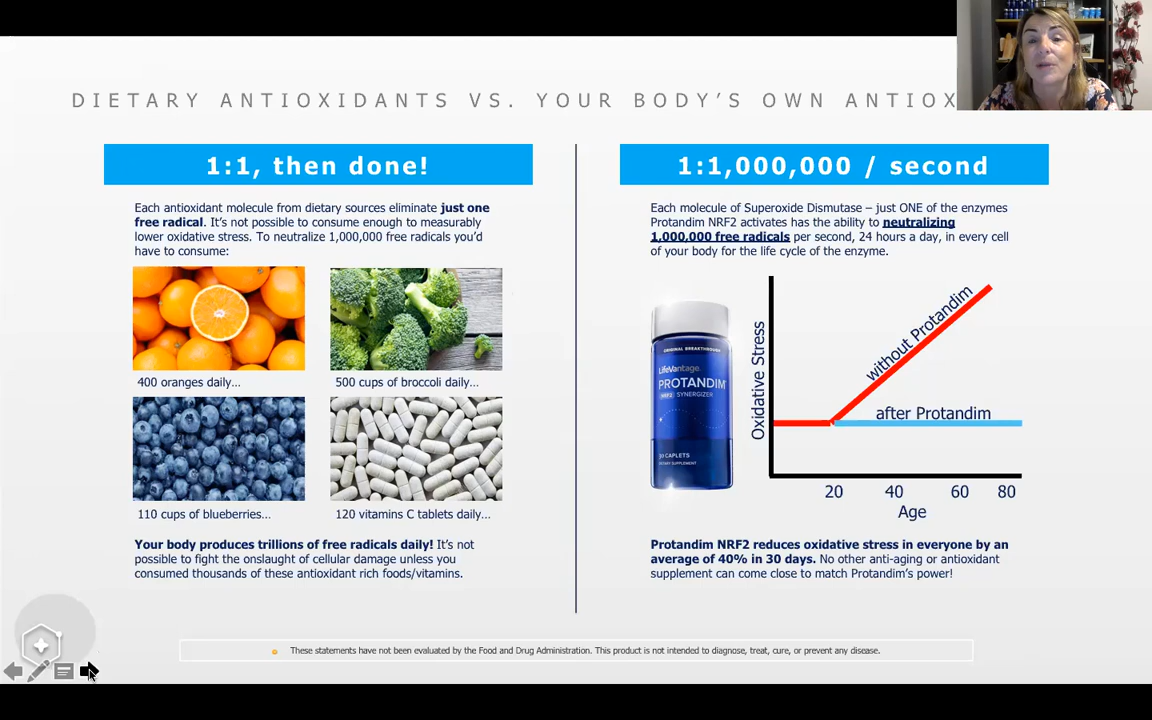 DIETARY ANTIOXIDANTS VS. YOUR BODY'S OWN ANTIOX
1:1, then done!
Each antioxidant molecule from dietary sources eliminate just one
free radical. It's not possible to consume enough to measurably
lower oxidative stress. To neutralize 1,000,000 free radicals you'd
have to consume:
400 oranges daily...
500 cups of broccoli daily...
110 cups of blueberries...
120 vitamins C tablets daily...
Your body produces trillions of free radicals daily! It's not
possible to fight the onslaught of cellular damage unless you
consumed thousands of these antioxidant rich foods/vitamins.
1:1,000,000 / second
Each molecule of Superoxide Dismutase – just ONE of the enzymes
Protandim NRF2 activates has the ability to neutralizing
1,000,000 free radicals per second, 24 hours a day, in every cell
of your body for the life cycle of the enzyme.
ORIGINAL BREAKTHROUGH
LifeVantage
PROTANDIM
NRF2 SYNERGIZER
30 CAPLETS
DIETARY SUPPLEMENT
Oxidative Stress
without Protandim
after Protandim
20 40 60 80
Age
Protandim NRF2 reduces oxidative stress in everyone by an
average of 40% in 30 days. No other anti-aging or antioxidant
supplement can come close to match Protandim's power!
These statements have not been evaluated by the Food and Drug Administration. This product is not intended to diagnose, treat, cure, or prevent any disease.